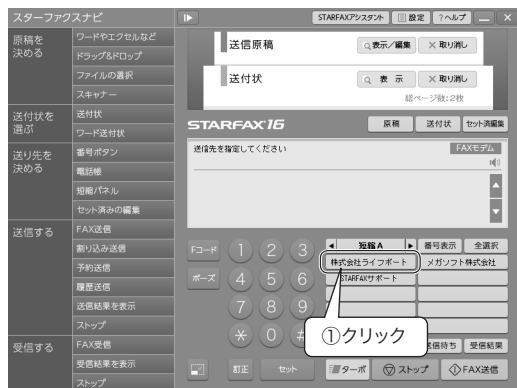 スターファクスナビ
STARFAXアシスタント
設定
?ヘルプ
原稿を
決める
ワードやエクセルなど
ドラッグ&ドロップ
ファイルの選択
スキャナー
送付状を
選ぶ
送付状
ワード送付状
送り先を
決める
番号ボタン
電話帳
短縮パネル
セット済みの編集
送信する
FAX送信
割り込み送信
予約送信
履歴送信
送信結果を表示
ストップ
受信する
FAX受信
受信結果を表示
ストップ
送信原稿
表示/編集
×取り消し
送付状
表 示
×取り消し
総ページ数:2枚
STARFAX16
原稿
送付状
セット済編集
送信先を指定してください
FAXモデム
Fコード
1
2
3
ポーズ
4
5
6
7
8
9
*
0
#
訂正
セット
短縮A
番号表示
全選択
株式会社ライフボート
メガソフト株式会社
STARFAXサポート
①クリック
送信待ち
受信結果
ターボ
ストップ
FAX送信